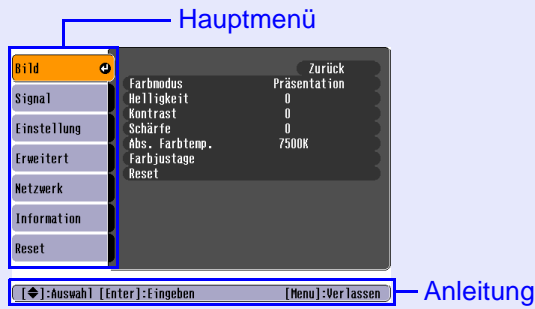 Hauptmenü
Bild
Signal
Einstellung
Erweitert
Netzwerk
Information
Reset
Zurück
Farbmodus Präsentation
Helligkeit 0
Kontrast 0
Schärfe 0
Abs. Farbtemp. 7500K
Farbjustage
Reset
[◆]:Auswahl [Enter]:Eingeben [Menu]:Verlassen
Anleitung